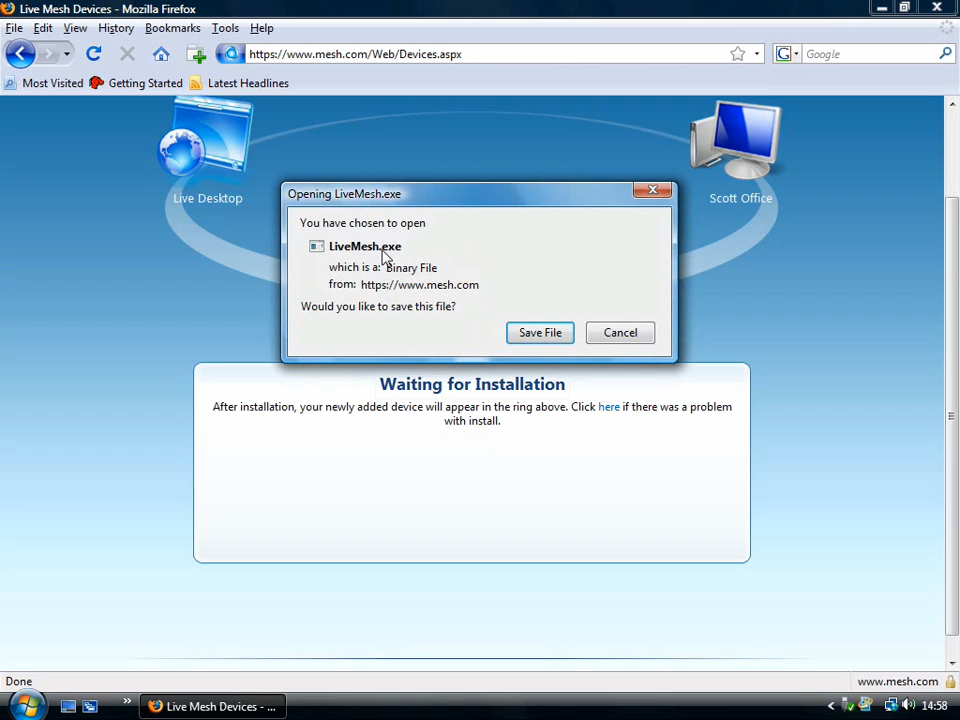 Live Mesh Devices - Mozilla Firefox
File Edit View History Bookmarks Tools Help
https://www.mesh.com/Web/Devices.aspx
G
Google
Most Visited Getting Started Latest Headlines
Live Desktop
Scott Office
Opening LiveMesh.exe
You have chosen to open
LiveMesh.exe
which is a: Binary File
from: https://www.mesh.com
Would you like to save this file?
Save File
Cancel
Waiting for Installation
After installation, your newly added device will appear in the ring above. Click here if there was a problem
with install.
Done
www.mesh.com
Live Mesh Devices - ...
14:58